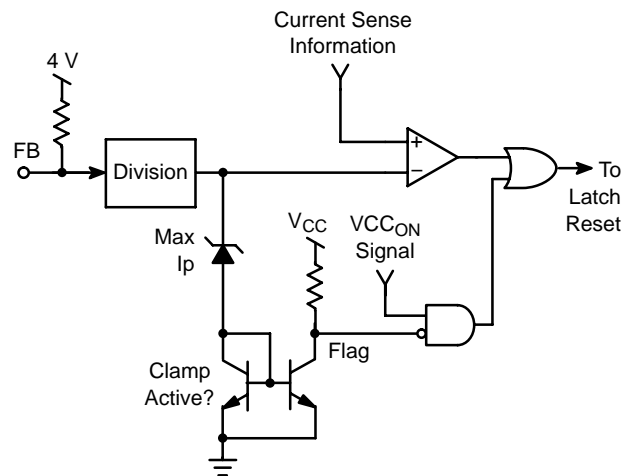 Current Sense
Information
4 V
FB
Division
+
−
To
Latch
Reset
Max
Ip
VCC
VCCON
Signal
Flag
Clamp
Active?